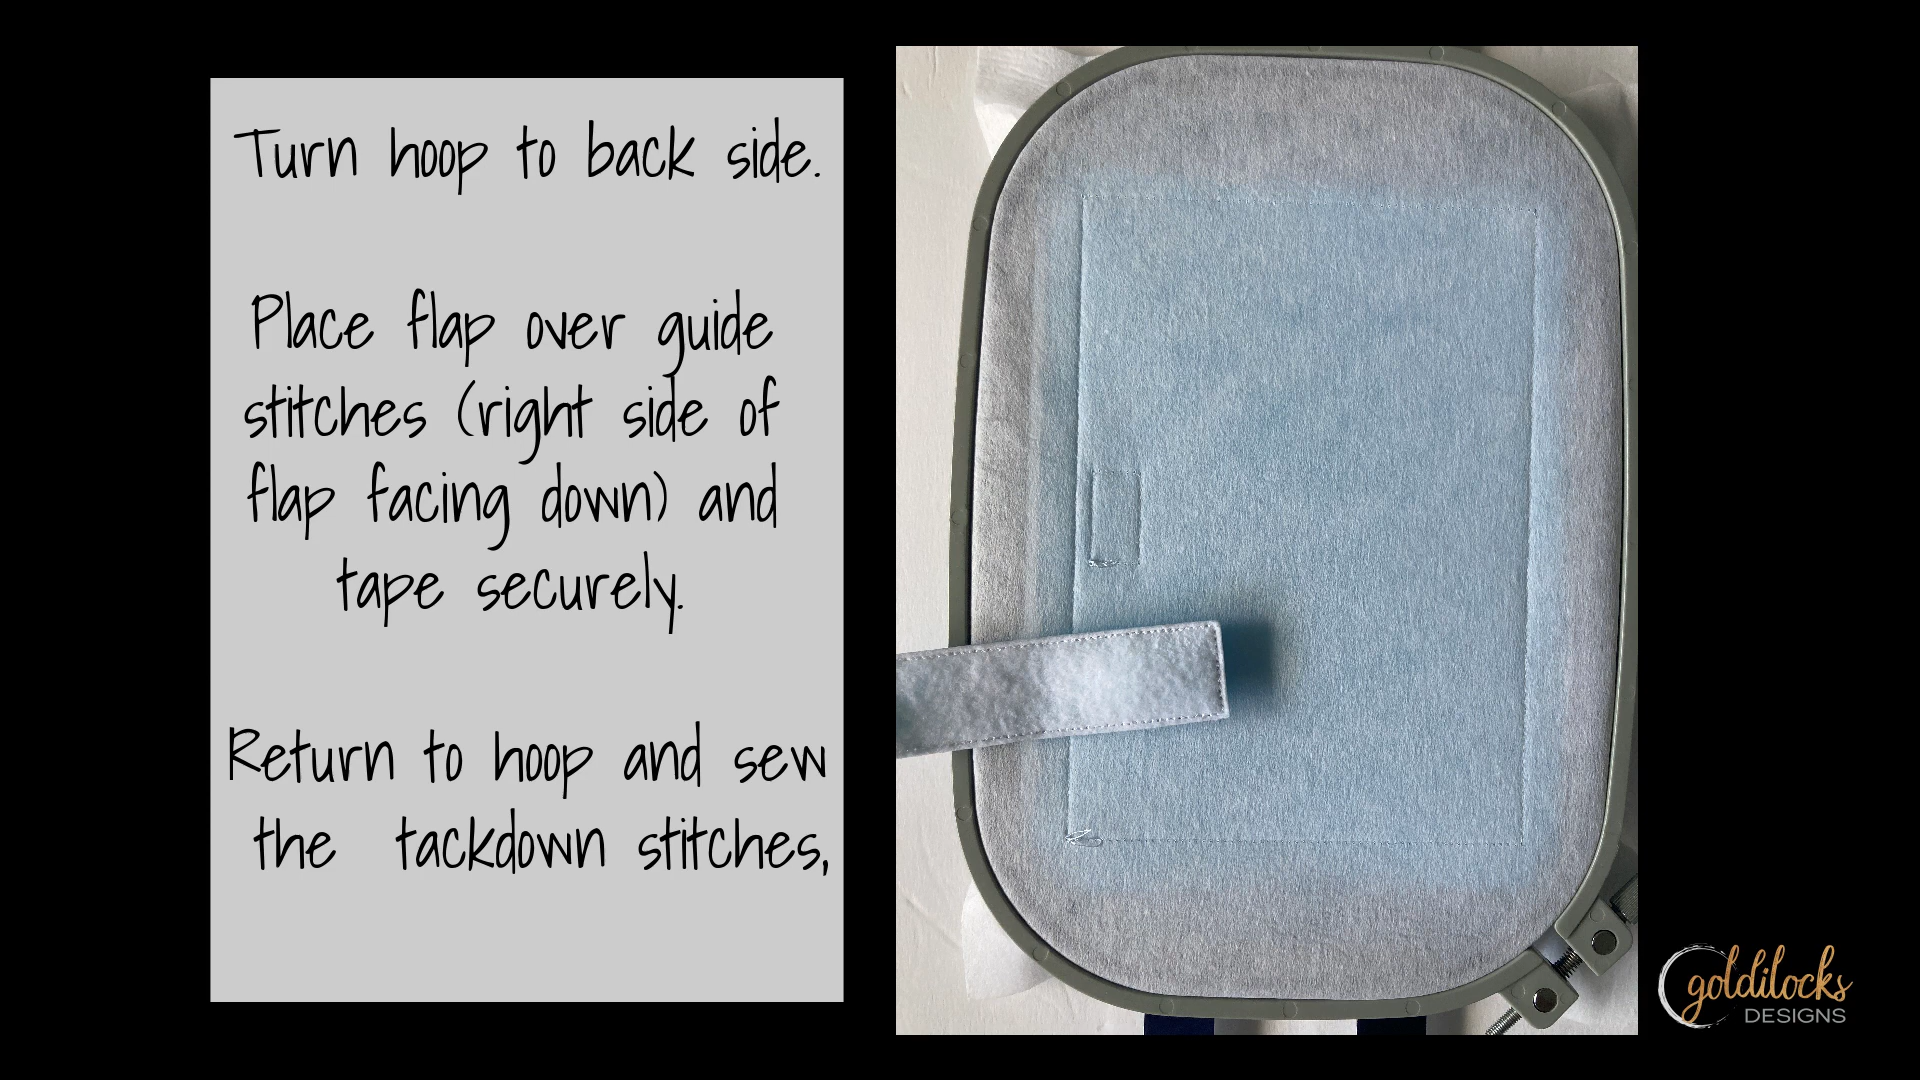 Turn hoop to back side.
Place flap over guide
stitches (right side of
flap facing down) and
tape securely.
Return to hoop and sew
the tackdown stitches,
goldilocks
DESIGNS